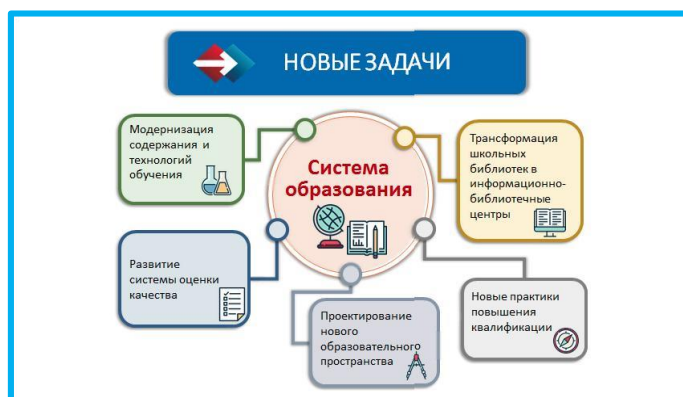 НОВЫЕ ЗАДАЧИ
Модернизация
содержания и
технологий
обучения
Система
образования
Трансформация
школьных
библиотек в
информационно-
библиотечные
центры
Развитие
системы оценки
качества
Проектирование
нового
образовательного
пространства
Новые практики
повышения
квалификации